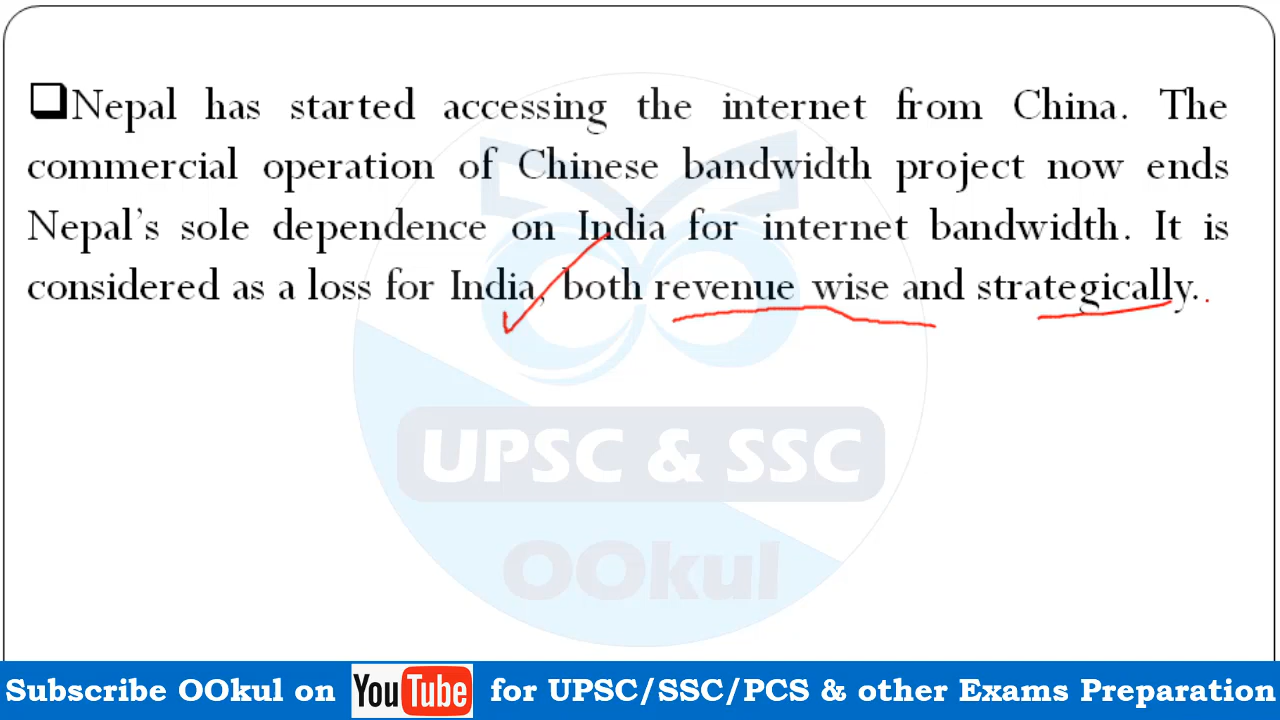 Nepal has started accessing the internet from China. The
commercial operation of Chinese bandwidth project now ends
Nepal's sole dependence on India for internet bandwidth. It is
considered as a loss for India, both revenue wise and strategically.
UPSC & SSC
OOkul
Subscribe OOkul on YouTube for UPSC/SSC/PCS & other Exams Preparation